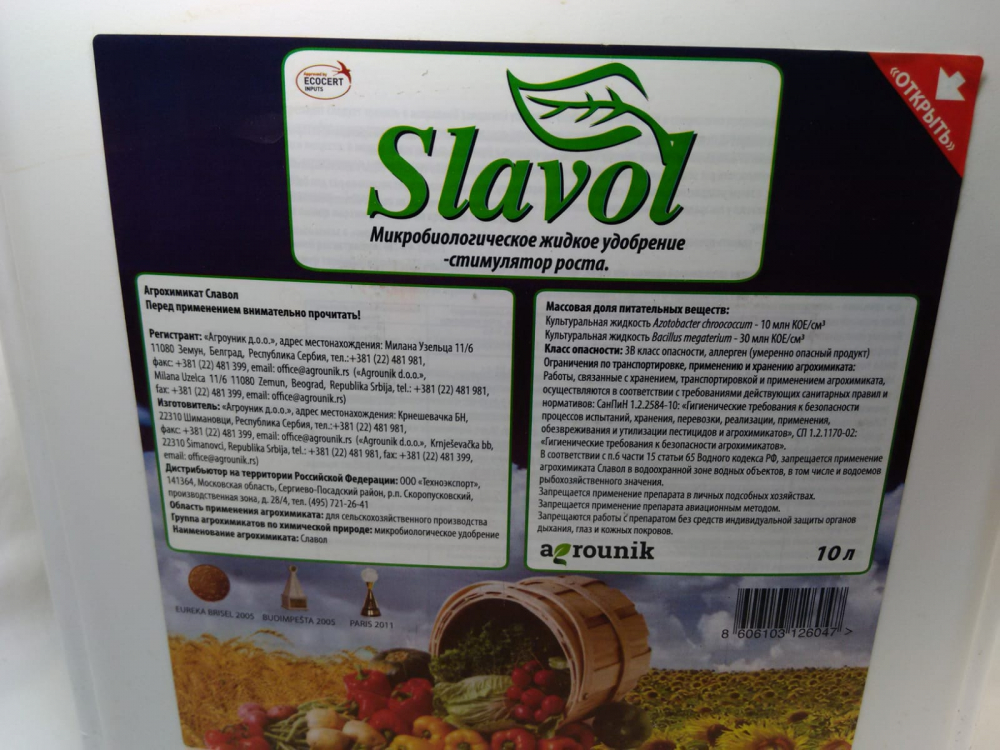 Approved by
ECOCERT
INPUTS
«ОТКРЫТЬ»
Slavol
Микробиологическое жидкое удобрение
-стимулятор роста.
Агрохимикат Славол
Перед применением внимательно прочитать!
Регистрант: «Агроуник д.о.о.», адрес местонахождения: Милана Узельца 11/6
11080 Земун, Белград, Республика Сербия, тел.:+381 (22) 481 981,
факс: +381 (22) 481 399, email: office@agrounik.rs («Agrounik d.o.o.»,
Milana Uzelca 11/6 11080 Zemun, Beograd, Republika Srbija, tel.: +381 (22) 481 981,
fax: +381 (22) 481 399, email: office@agrounik.rs)
Изготовитель: «Агроуник д.о.о.», адрес местонахождения: Крнешевачка БН,
22310 Шимановци, Республика Сербия, тел.:+381 (22) 481 981,
факс: +381 (22) 481 399, email: office@agrounik.rs («Agrounik d.o.o.», Krnješevačka bb,
22310 Šimanovci, Republika Srbija, tel.: +381 (22) 481 981, fax: +381 (22) 481 399,
email: office@agrounik.rs)
Дистрибьютор на территории Российской Федерации: ООО «Техноэкспорт»,
141364, Московская область, Сергиево-Посадский район, р.п. Скоропусковский,
производственная зона, д. 28/4, тел. (495) 721-26-41
Область применения агрохимиката: для сельскохозяйственного производства
Группа агрохимикатов по химической природе: микробиологическое удобрение
Наименование агрохимиката: Славол
Массовая доля питательных веществ:
Культуральная жидкость Azotobacter chroococcum - 10 млн КОЕ/см³
Культуральная жидкость Bacillus megaterium - 30 млн КОЕ/см³
Класс опасности: 3В класс опасности, аллерген (умеренно опасный продукт)
Ограничения по транспортировке, применению и хранению агрохимиката:
Работы, связанные с хранением, транспортировкой и применением агрохимиката,
осуществляются в соответствии с требованиями действующих санитарных правил и
нормативов: СанПиН 1.2.2584-10: «Гигиенические требования к безопасности
процессов испытаний, хранения, перевозки, реализации, применения,
обезвреживания и утилизации пестицидов и агрохимикатов», СП 1.2.1170-02:
«Гигиенические требования к безопасности агрохимикатов».
В соответствии с п.6 части 15 статьи 65 Водного кодекса РФ, запрещается применение
агрохимиката Славол в водоохранной зоне водных объектов, в том числе и водоемов
рыбохозяйственного значения.
Запрещается применение препарата в личных подсобных хозяйствах.
Запрещается применение препарата авиационным методом.
Запрещаются работы с препаратом без средств индивидуальной защиты органов
дыхания, глаз и кожных покровов.
agrounik
10 л
EUREKA BRISEL 2005
BUDIMPEŠTA 2005
PARIS 2011
8 606103 126047 >